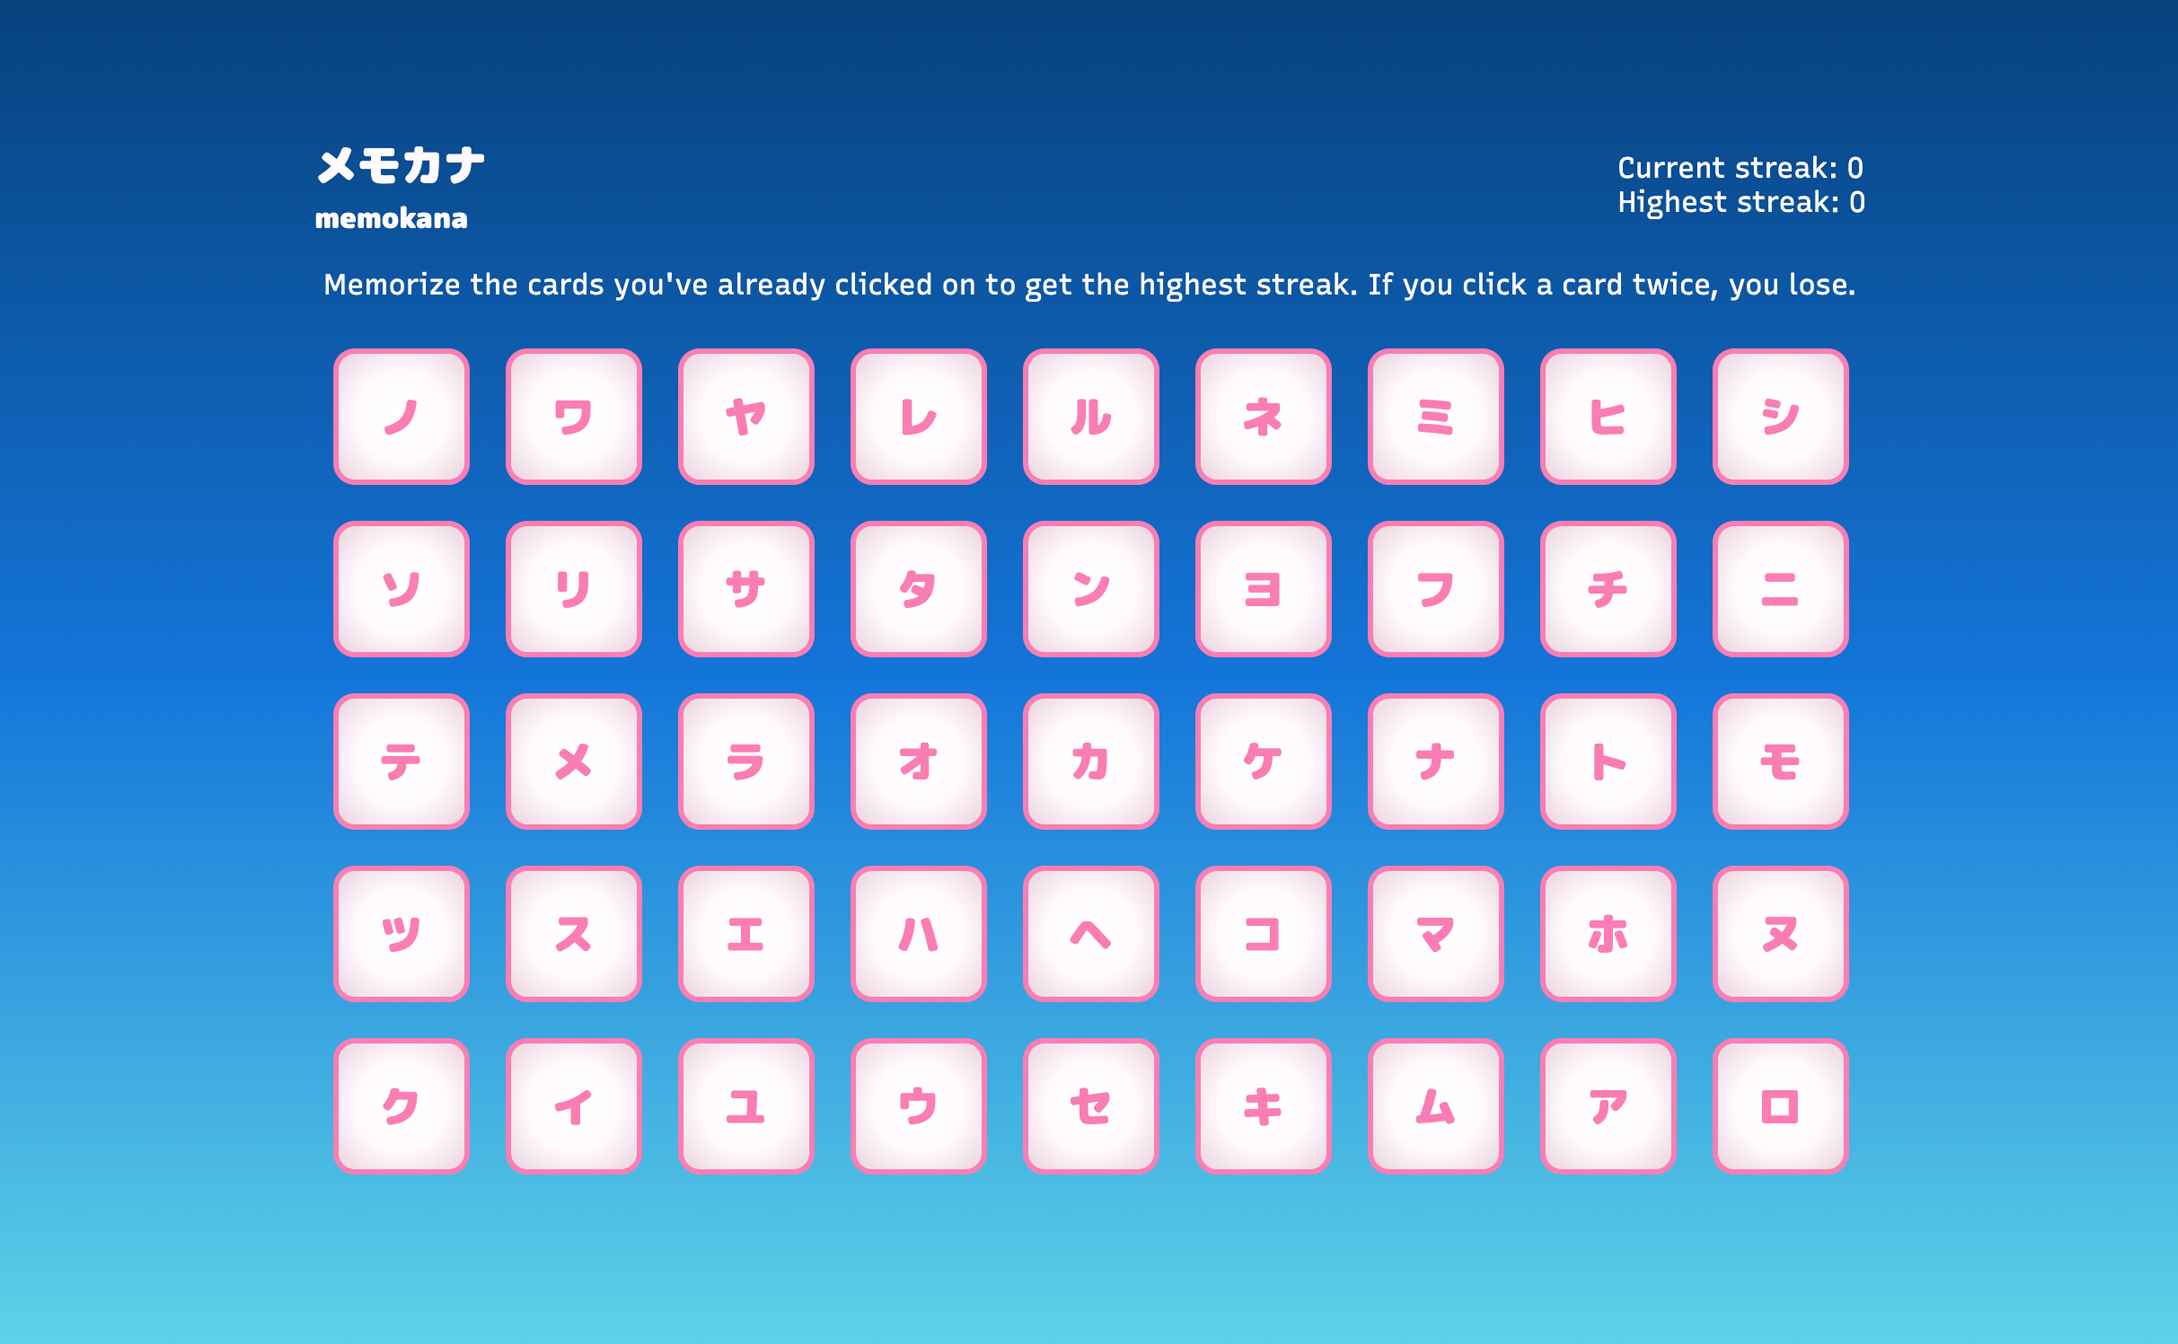 メモカナ
memokana
Current streak: 0
Highest streak: 0
Memorize the cards you've already clicked on to get the highest streak. If you click a card twice, you lose.
ノ ワ ヤ レ ル ネ ミ ヒ シ
ソ リ サ タ ン ヨ フ チ ニ
テ メ ラ オ カ ケ ナ ト モ
ツ ス エ ハ ヘ コ マ ホ ヌ
ク イ ユ ウ セ キ ム ア ロ